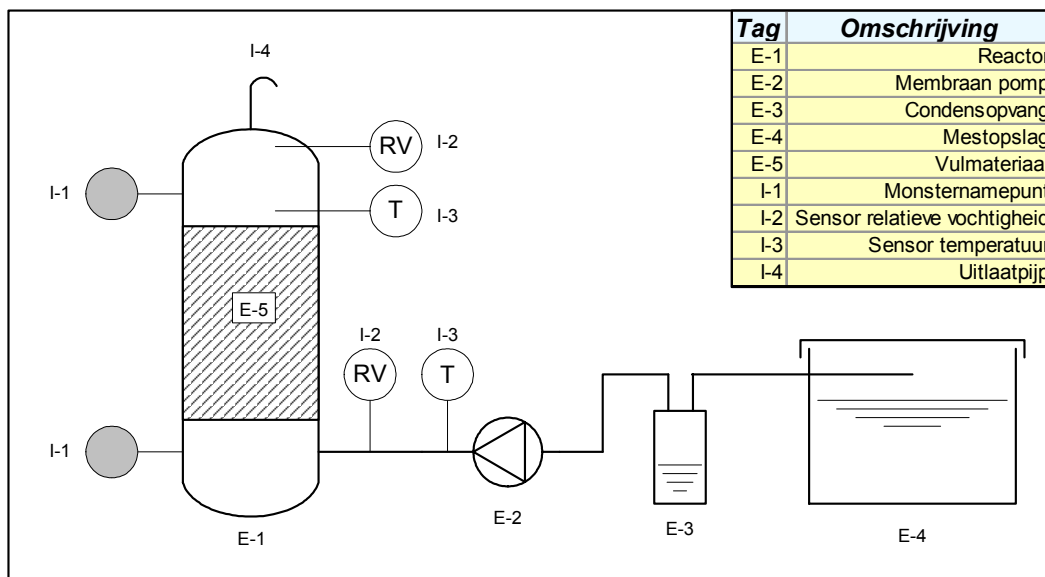 Tag Omschrijving
E-1 Reactor
E-2 Membraan pomp
E-3 Condensopvang
E-4 Mestopslag
E-5 Vulmateriaal
I-1 Monsternamepunt
I-2 Sensor relatieve vochtigheid
I-3 Sensor temperatuur
I-4 Uitlaatpijp
I-4
RV I-2
I-1
T I-3
E-5
I-2 I-3
RV T
I-1
E-2
E-3
E-4
E-1